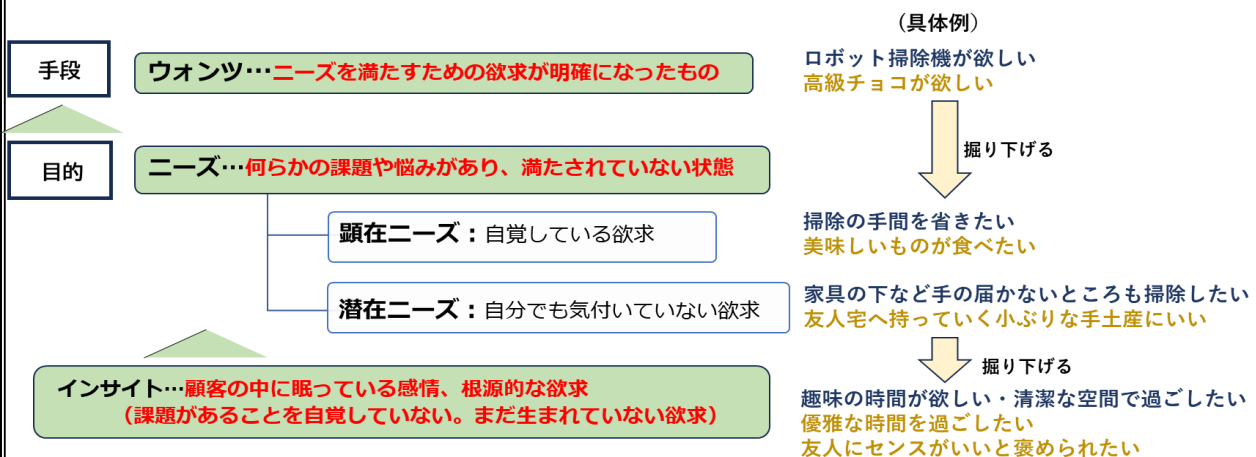 （具体例）
手段
ウォンツ…ニーズを満たすための欲求が明確になったもの
ロボット掃除機が欲しい
高級チョコが欲しい
掘り下げる
目的
ニーズ…何らかの課題や悩みがあり、満たされていない状態
顕在ニーズ：自覚している欲求
掃除の手間を省きたい
美味しいものが食べたい
潜在ニーズ：自分でも気付いていない欲求
家具の下など手の届かないところも掃除したい
友人宅へ持っていく小ぶりな手土産にいい
掘り下げる
インサイト…顧客の中に眠っている感情、根源的な欲求
（課題があることを自覚していない。まだ生まれていない欲求）
趣味の時間が欲しい・清潔な空間で過ごしたい
優雅な時間を過ごしたい
友人にセンスがいいと褒められたい